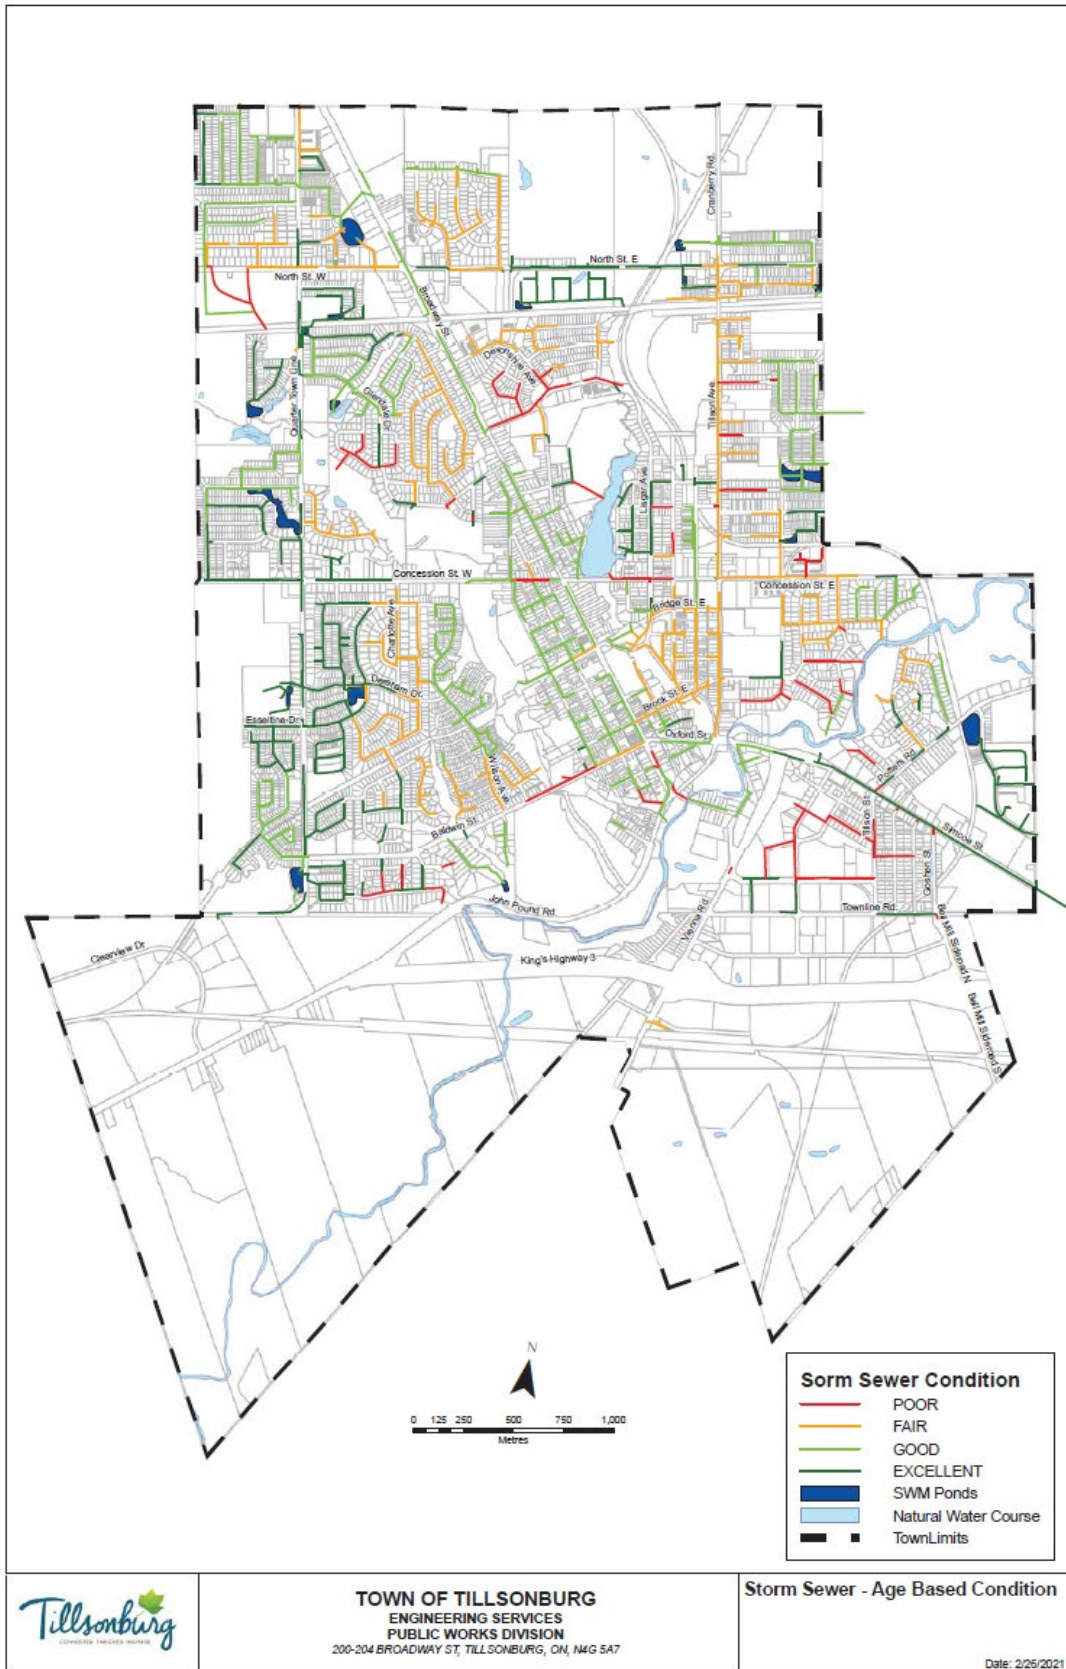 Cranberry Rd.
North St. E
North St. W
Broadway St.
Devonshire Ave.
Quarter Town Line
Glendale Dr.
Tillson Ave.
Lisgar Ave.
Concession St. W
Concession St. E
Bridge St. E
Charlotte Ave.
Dereham Dr.
Brock St. E
Esseltine Dr.
Oxford St.
Wilson Ave.
Potters Rd.
Baldwin St.
Tillson St.
Simcoe St.
Goshen St.
John Pound Rd.
Townline Rd.
Vienna Rd.
Clearview Dr
King's Highway 3
Bell Mill Sideroad N
Bell Mill Sideroad S
N
0 125 250 500 750 1,000
Metres
Sorm Sewer Condition
POOR
FAIR
GOOD
EXCELLENT
SWM Ponds
Natural Water Course
TownLimits
Tillsonburg
TOWN OF TILLSONBURG
ENGINEERING SERVICES
PUBLIC WORKS DIVISION
200-204 BROADWAY ST, TILLSONBURG, ON, N4G 5A7
Storm Sewer - Age Based Condition
Date: 2/26/2021